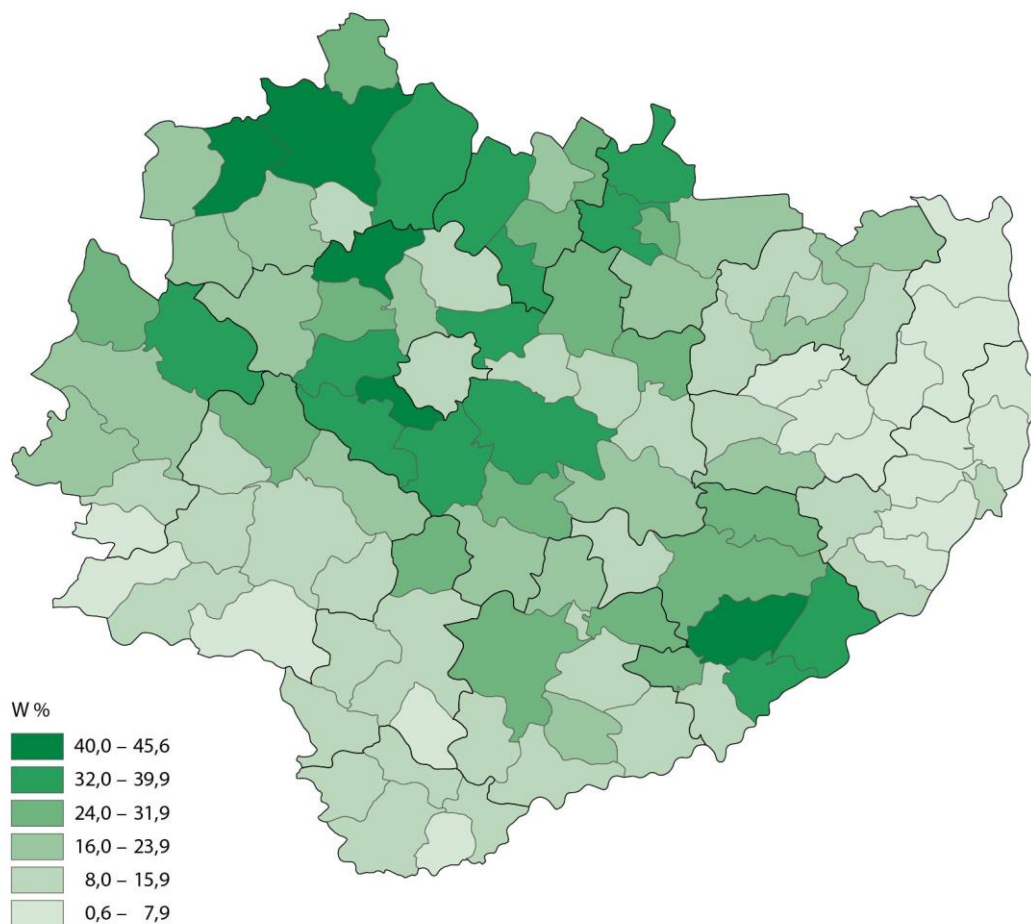 W %
40,0 – 45,6
32,0 – 39,9
24,0 – 31,9
16,0 – 23,9
8,0 – 15,9
0,6 – 7,9